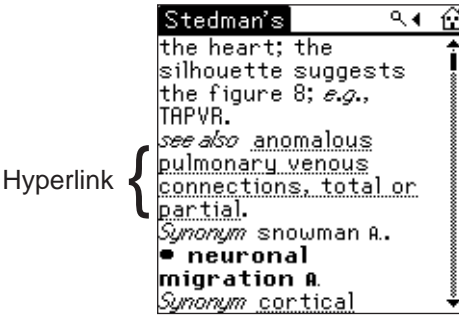 Stedman's
the heart; the
silhouette suggests
the figure 8; e.g.,
TAPVR.
see also anomalous
pulmonary venous
connections, total or
partial.
Synonym snowman A..
• neuronal
migration A.
Synonym cortical
Hyperlink